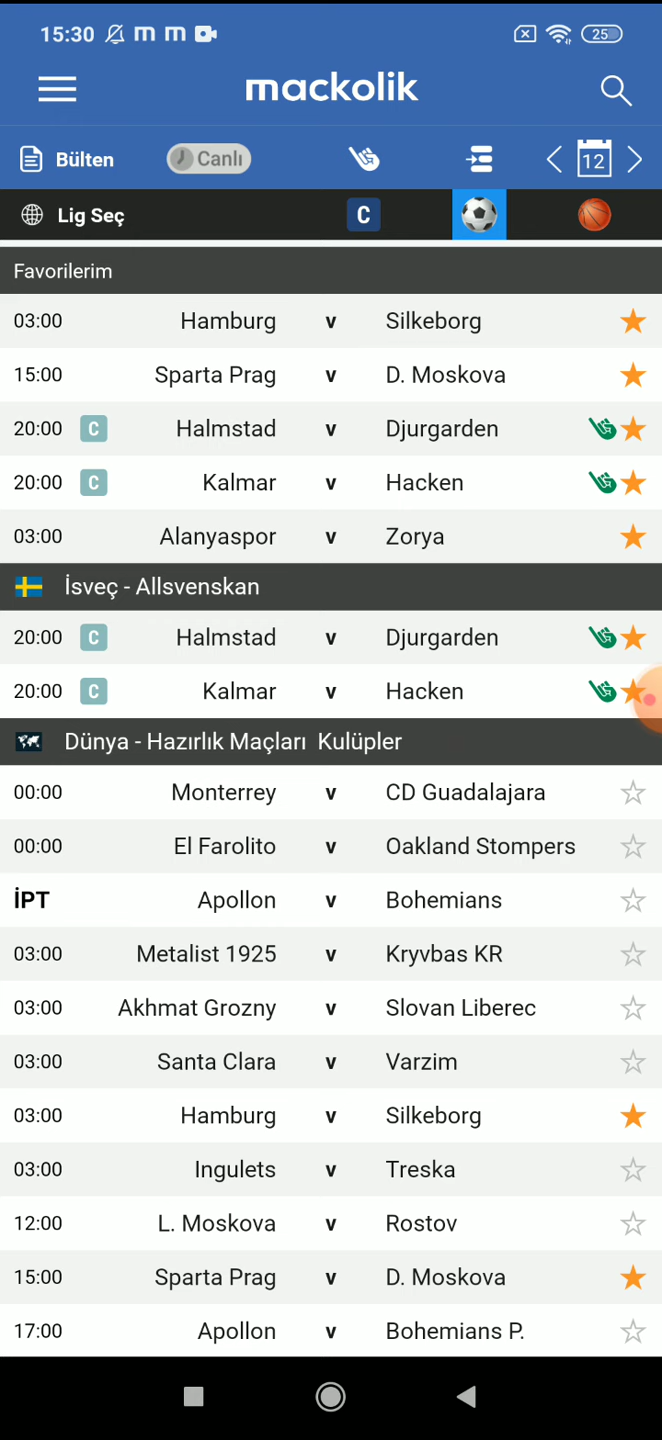 15:30 m m 25
mackolik
Bülten Canlı 12
Lig Seç C
Favorilerim
03:00 Hamburg v Silkeborg
15:00 Sparta Prag v D. Moskova
20:00 C Halmstad v Djurgarden
20:00 C Kalmar v Hacken
03:00 Alanyaspor v Zorya
İsveç - Allsvenskan
20:00 C Halmstad v Djurgarden
20:00 C Kalmar v Hacken
Dünya - Hazırlık Maçları Kulüpler
00:00 Monterrey v CD Guadalajara
00:00 El Farolito v Oakland Stompers
İPT Apollon v Bohemians
03:00 Metalist 1925 v Kryvbas KR
03:00 Akhmat Grozny v Slovan Liberec
03:00 Santa Clara v Varzim
03:00 Hamburg v Silkeborg
03:00 Ingulets v Treska
12:00 L. Moskova v Rostov
15:00 Sparta Prag v D. Moskova
17:00 Apollon v Bohemians P.